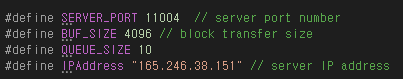 #define SERVER_PORT 11004  // server port number
#define BUF_SIZE 4096 // block transfer size
#define QUEUE_SIZE 10
#define IPAddress "165.246.38.151" // server IP address